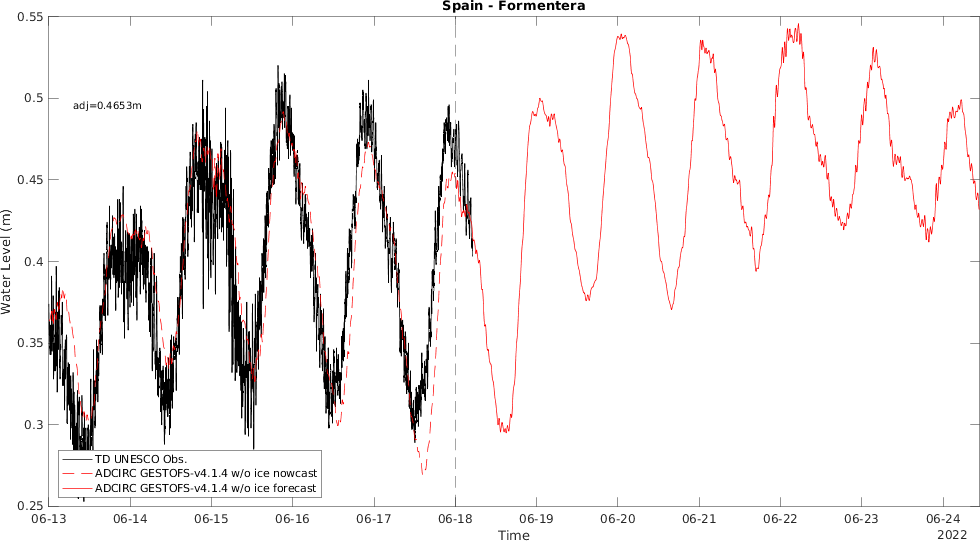 Spain - Formentera
0.55
0.5
0.45
0.4
0.35
0.3
0.25
Water Level (m)
adj=0.4653m
TD UNESCO Obs.
ADCIRC GESTOFS-v4.1.4 w/o ice nowcast
ADCIRC GESTOFS-v4.1.4 w/o ice forecast
06-13 06-14 06-15 06-16 06-17 06-18 06-19 06-20 06-21 06-22 06-23 06-24
Time
2022